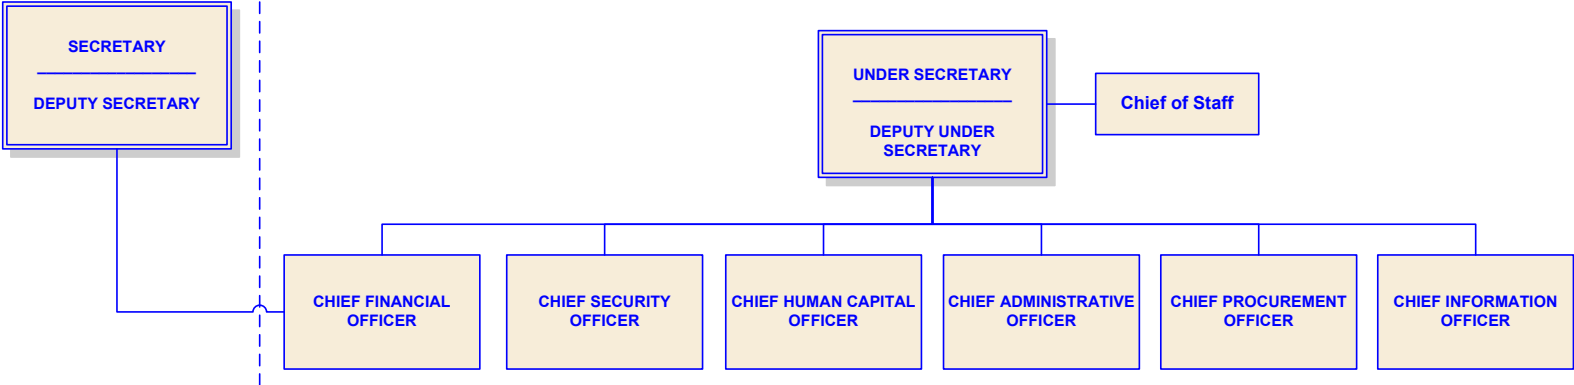 SECRETARY
DEPUTY SECRETARY
UNDER SECRETARY
DEPUTY UNDER
SECRETARY
Chief of Staff
CHIEF FINANCIAL
OFFICER
CHIEF SECURITY
OFFICER
CHIEF HUMAN CAPITAL
OFFICER
CHIEF ADMINISTRATIVE
OFFICER
CHIEF PROCUREMENT
OFFICER
CHIEF INFORMATION
OFFICER